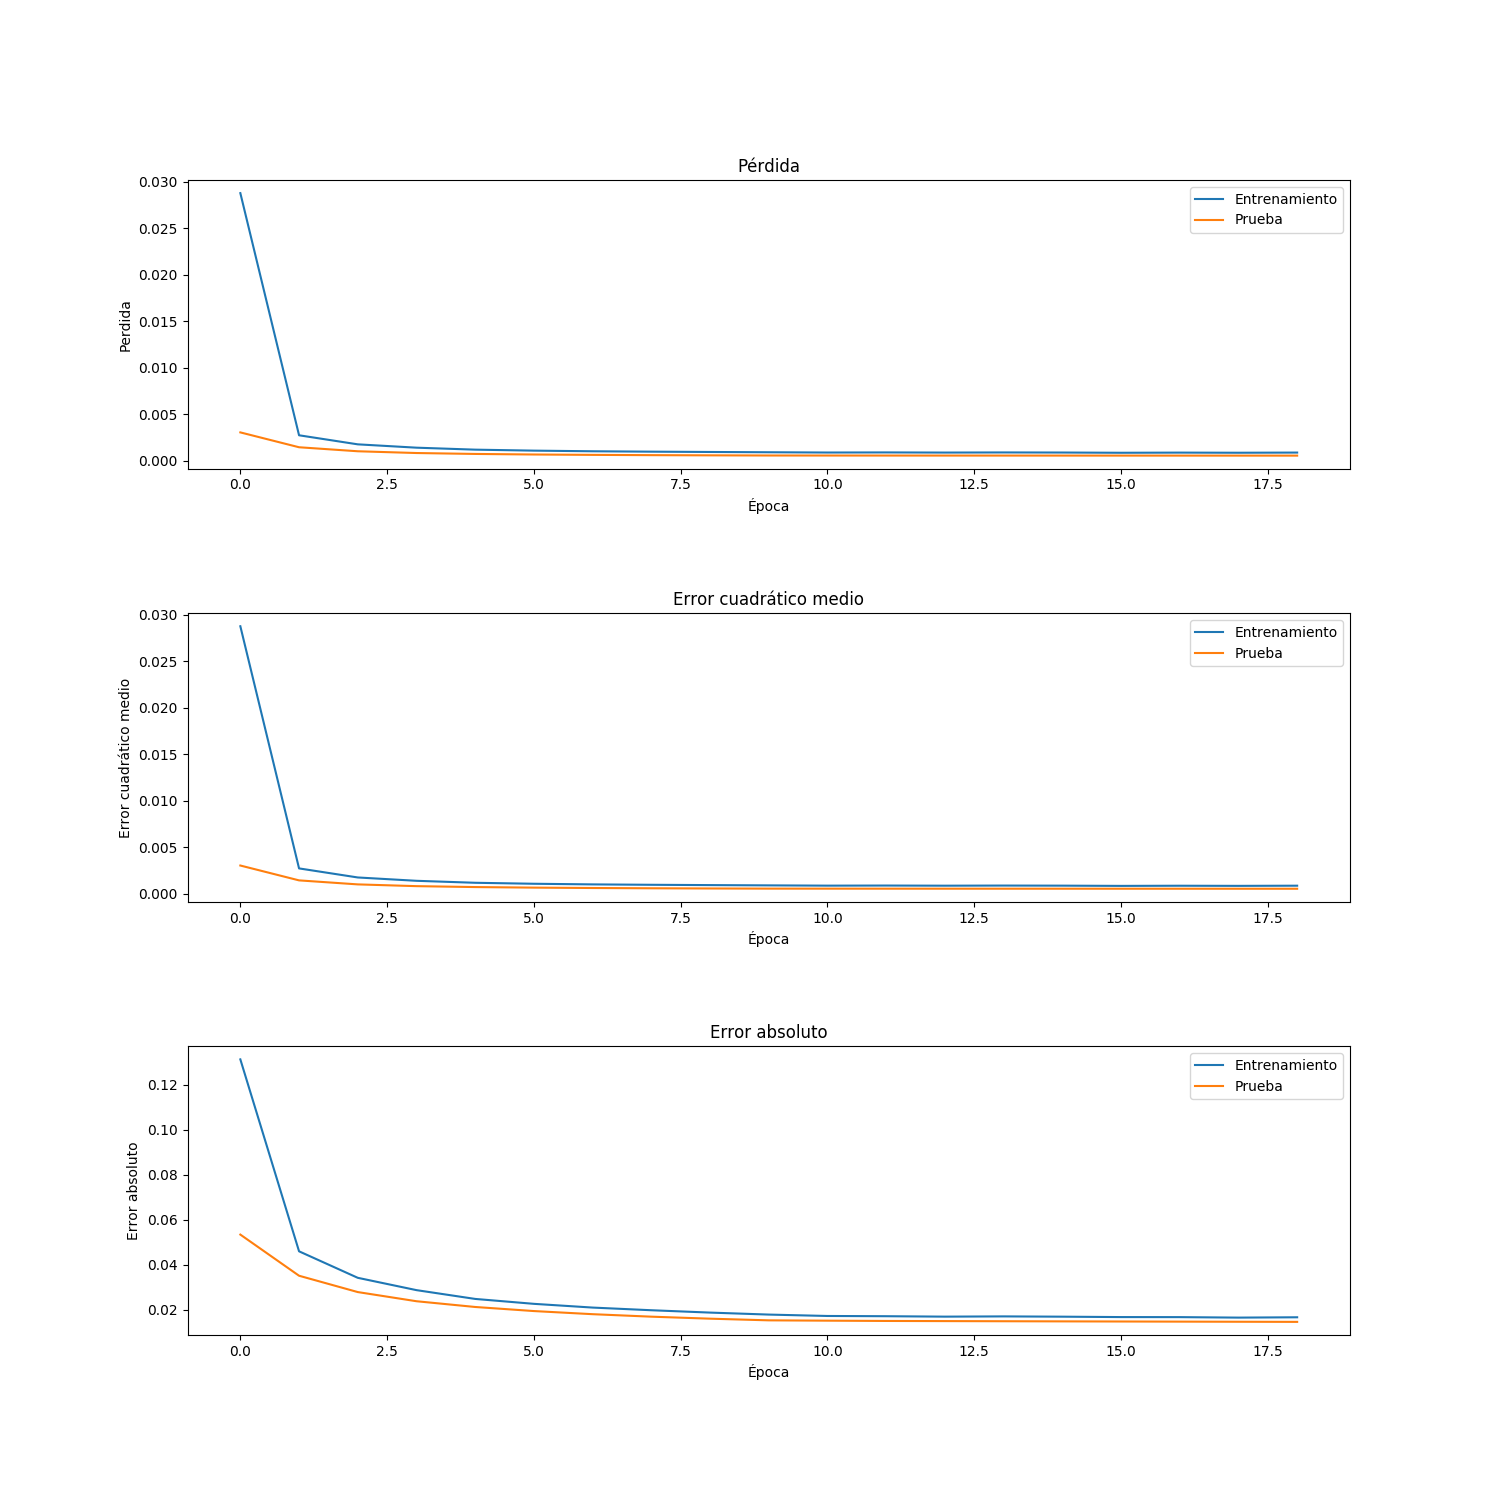 Pérdida
0.030
0.025
0.020
0.015
0.010
0.005
0.000
Perdida
Entrenamiento
Prueba
0.0 2.5 5.0 7.5 10.0 12.5 15.0 17.5
Época
Error cuadrático medio
0.030
0.025
0.020
0.015
0.010
0.005
0.000
Error cuadrático medio
Entrenamiento
Prueba
0.0 2.5 5.0 7.5 10.0 12.5 15.0 17.5
Época
Error absoluto
0.12
0.10
0.08
0.06
0.04
0.02
Error absoluto
Entrenamiento
Prueba
0.0 2.5 5.0 7.5 10.0 12.5 15.0 17.5
Época